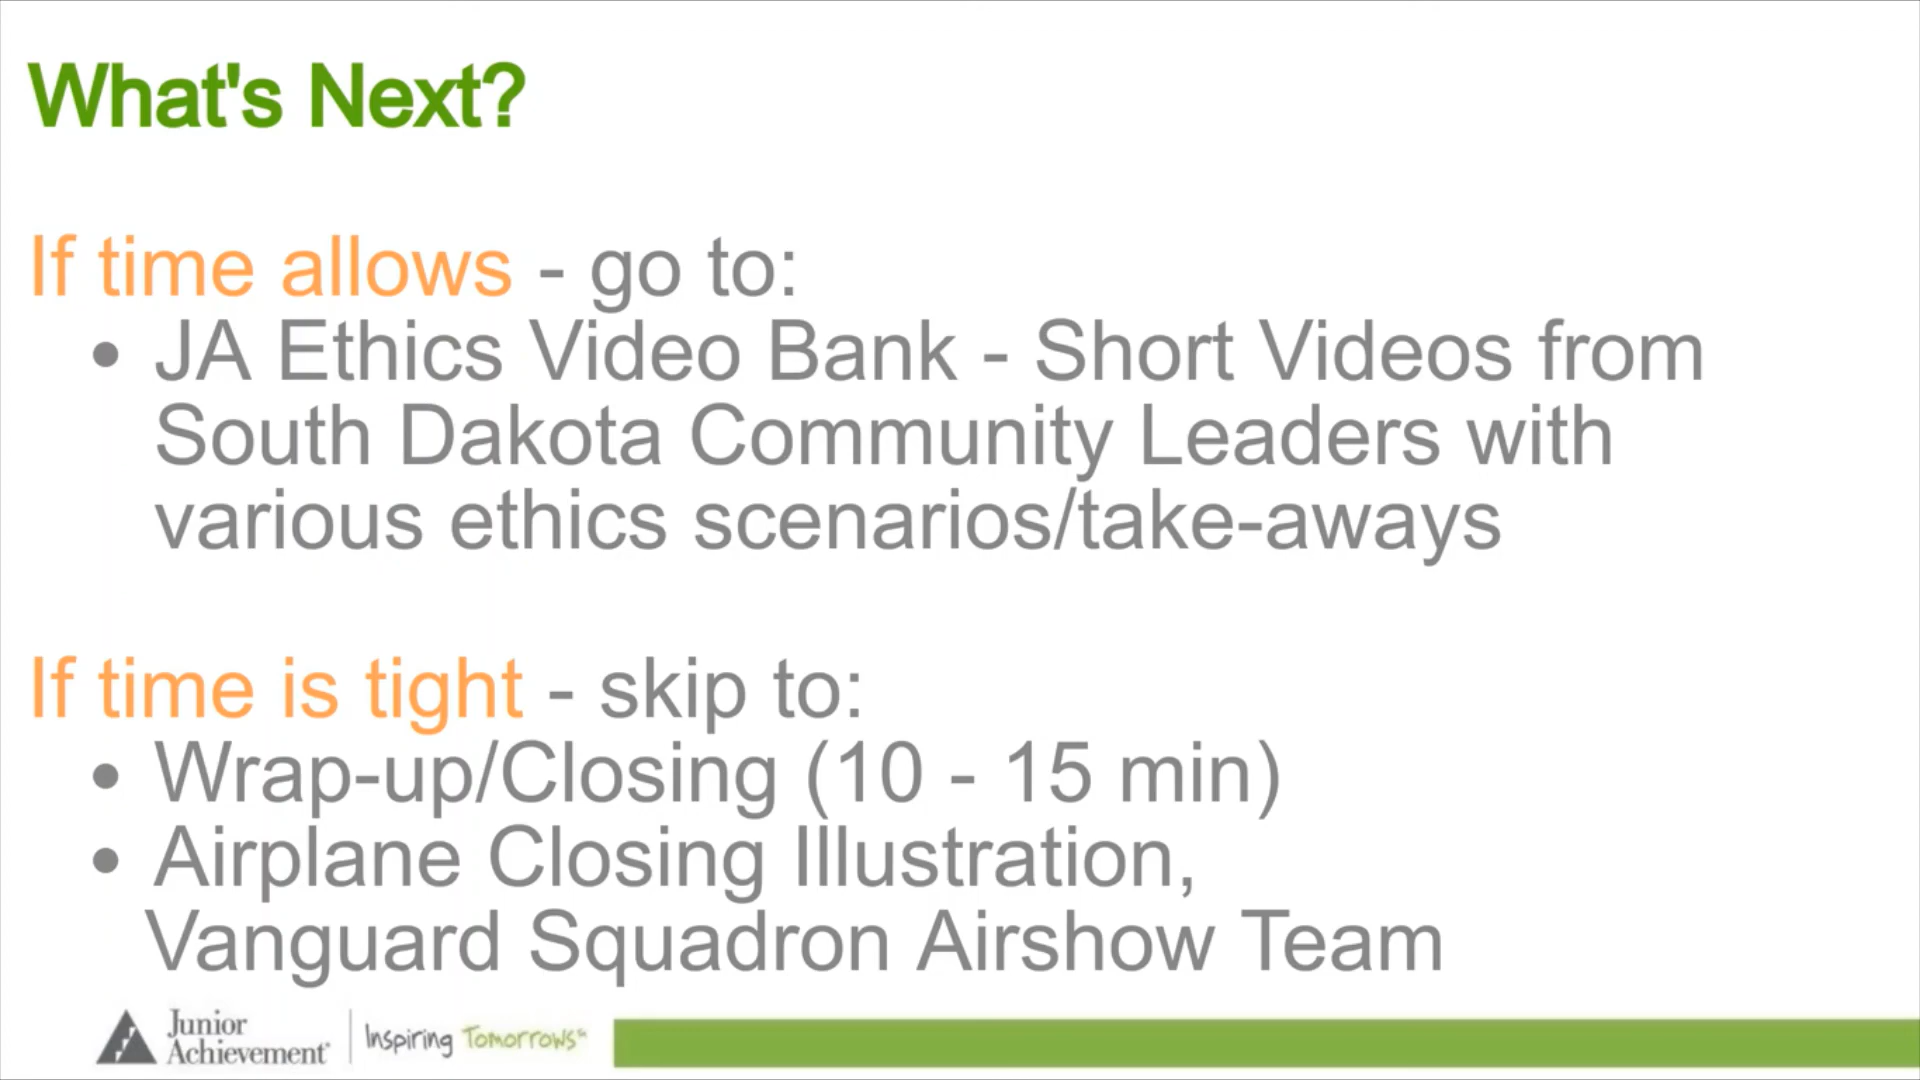 What's Next?
If time allows - go to:
• JA Ethics Video Bank - Short Videos from
South Dakota Community Leaders with
various ethics scenarios/take-aways
If time is tight - skip to:
• Wrap-up/Closing (10 - 15 min)
• Airplane Closing Illustration,
Vanguard Squadron Airshow Team
Junior
Achievement®
Inspiring Tomorrows℠